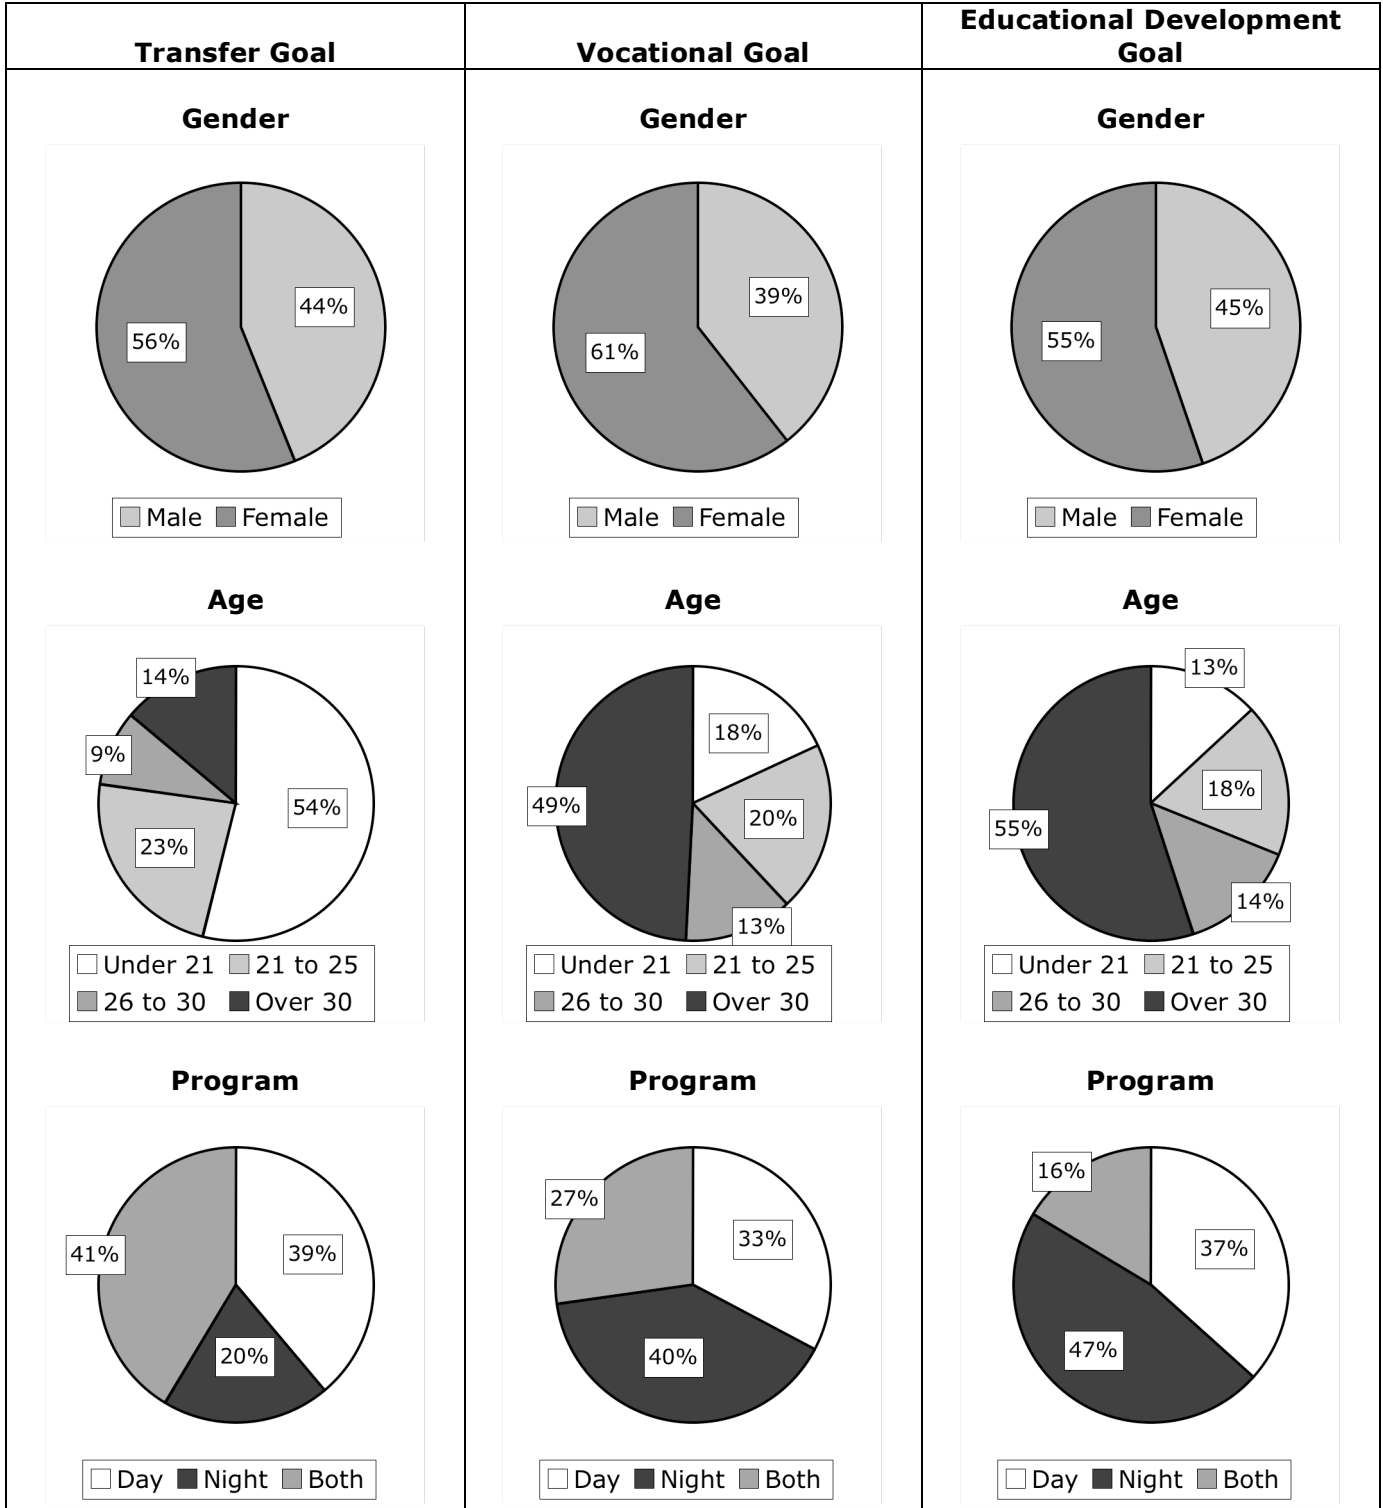 Transfer Goal
Vocational Goal
Educational Development
Goal
Gender
44%
56%
Male Female
Gender
39%
61%
Male Female
Gender
45%
55%
Male Female
Age
14%
9%
54%
23%
Under 21 21 to 25
26 to 30 Over 30
Age
18%
49%
20%
13%
Under 21 21 to 25
26 to 30 Over 30
Age
13%
18%
55%
14%
Under 21 21 to 25
26 to 30 Over 30
Program
41%
39%
20%
Day Night Both
Program
27%
33%
40%
Day Night Both
Program
16%
37%
47%
Day Night Both